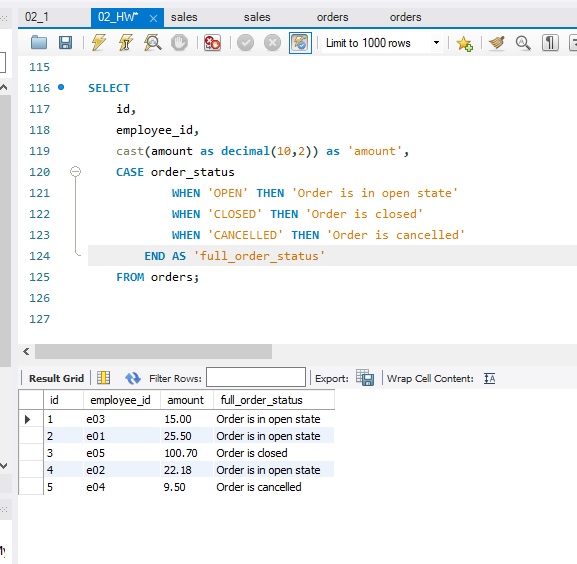 02_1 02_HW* sales sales orders orders
Limit to 1000 rows
115
116 SELECT
117 id,
118 employee_id,
119 cast(amount as decimal(10,2)) as 'amount',
120 CASE order_status
121 WHEN 'OPEN' THEN 'Order is in open state'
122 WHEN 'CLOSED' THEN 'Order is closed'
123 WHEN 'CANCELLED' THEN 'Order is cancelled'
124 END AS 'full_order_status'
125 FROM orders;
126
127
Result Grid Filter Rows: Export: Wrap Cell Content: IA
id employee_id amount full_order_status
1 e03 15.00 Order is in open state
2 e01 25.50 Order is in open state
3 e05 100.70 Order is closed
4 e02 22.18 Order is in open state
5 e04 9.50 Order is cancelled